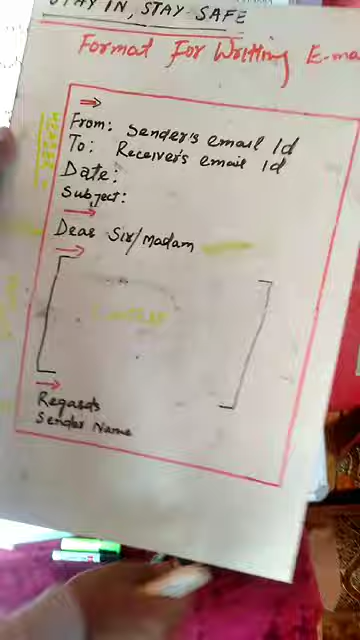 STAY IN, STAY SAFE
Format For Writting E-ma
From: Sender's email Id
To: Receiver's email Id
Date:
Subject:
Dear Sir/Madam
Regards
Sender Name